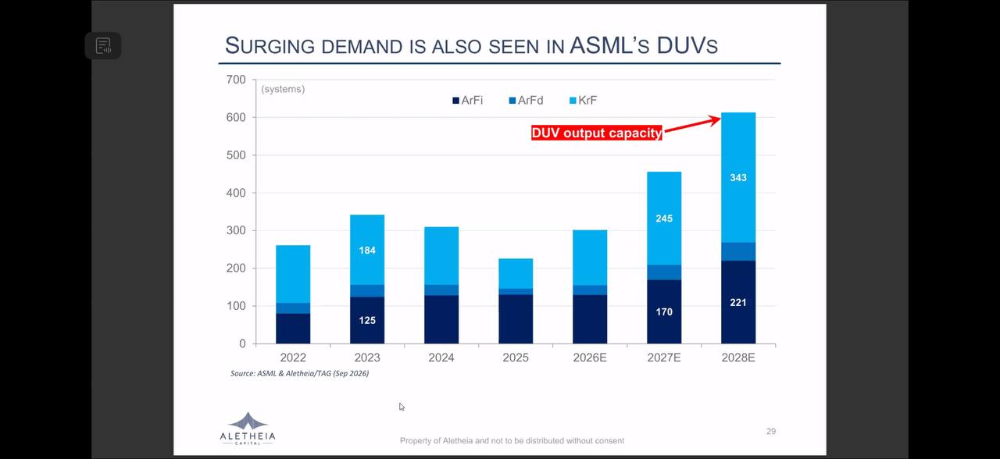 SURGING DEMAND IS ALSO SEEN IN ASML'S DUVS
700
(systems)
ArFi ArFd KrF
600
DUV output capacity
500
400
300
200
100
0
184
125
245
170
343
221
2022 2023 2024 2025 2026E 2027E 2028E
Source: ASML & Aletheia/TAG (Sep 2026)
ALETHEIA
CAPITAL
Property of Aletheia and not to be distributed without consent
29